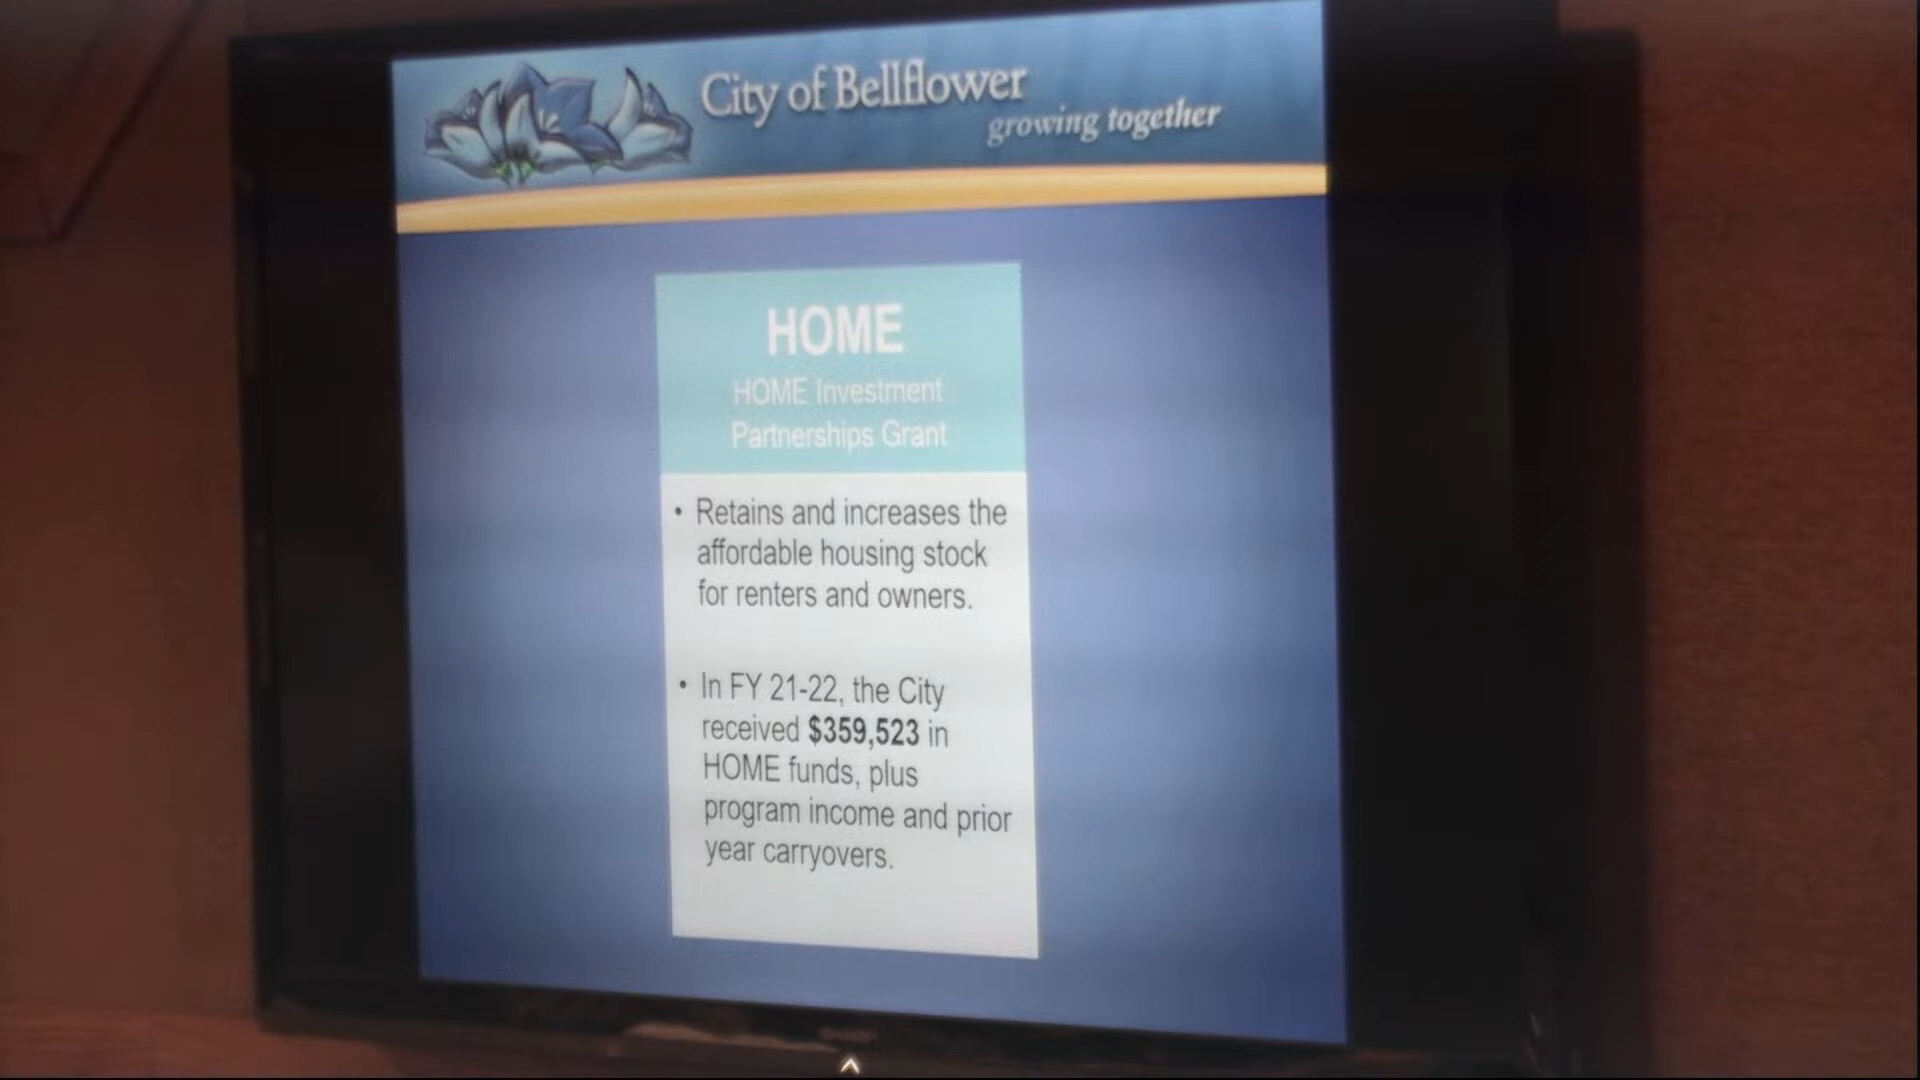 City of Bellflower
growing together
HOME
HOME Investment
Partnerships Grant
• Retains and increases the
affordable housing stock
for renters and owners.
• In FY 21-22, the City
received $359,523 in
HOME funds, plus
program income and prior
year carryovers.